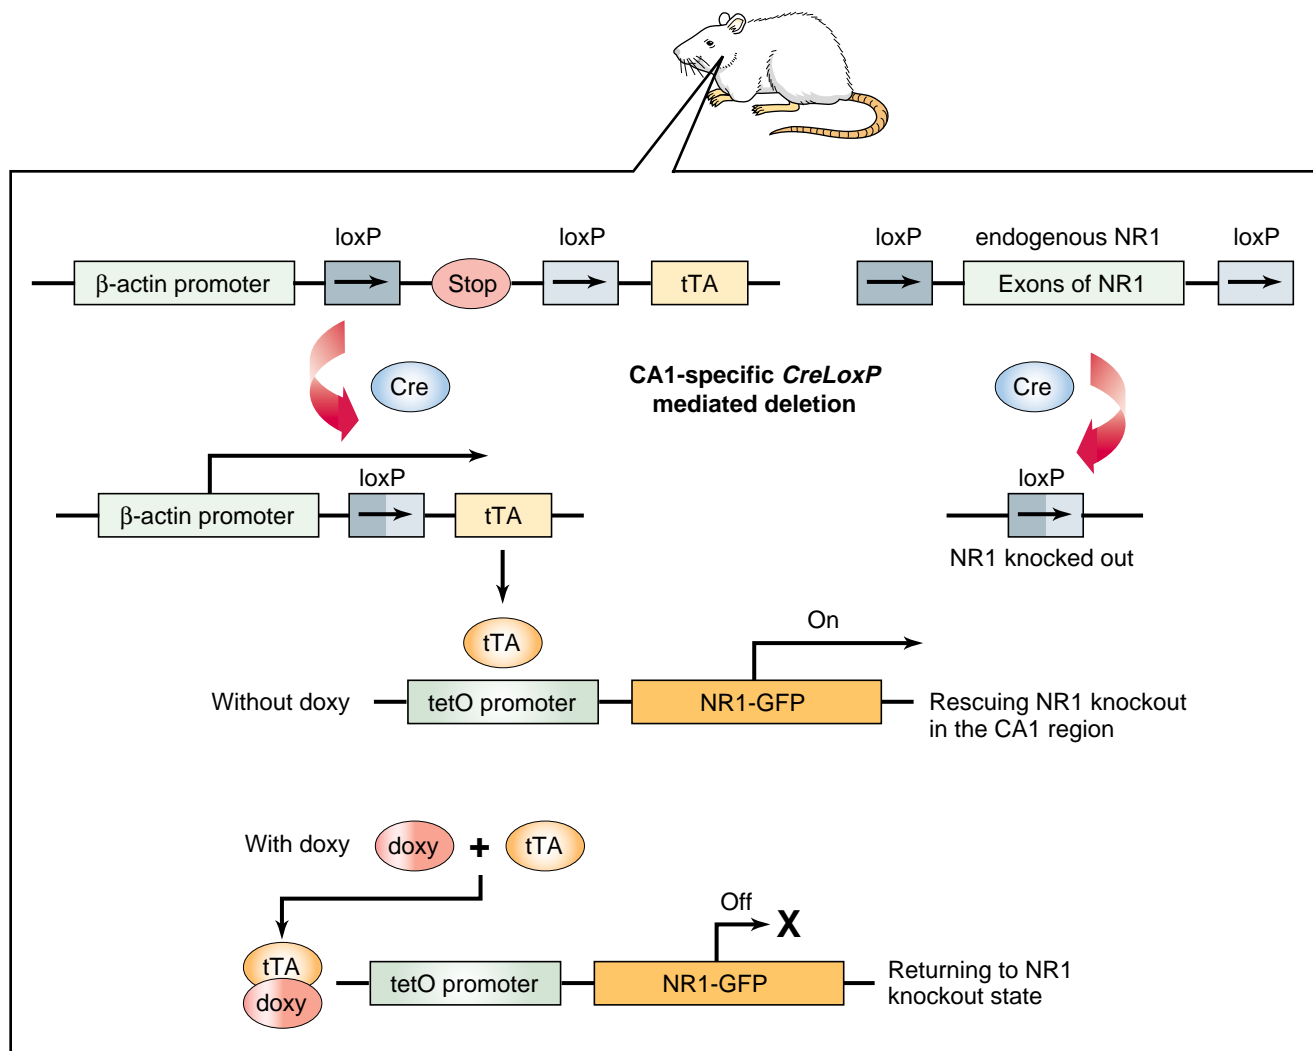 loxP
loxP
β-actin promoter
Stop
tTA
loxP
endogenous NR1
loxP
Exons of NR1
Cre
CA1-specific CreLoxP
mediated deletion
Cre
loxP
β-actin promoter
tTA
loxP
NR1 knocked out
tTA
On
Without doxy
tetO promoter
NR1-GFP
Rescuing NR1 knockout
in the CA1 region
With doxy
doxy
+
tTA
Off
X
tTA
doxy
tetO promoter
NR1-GFP
Returning to NR1
knockout state